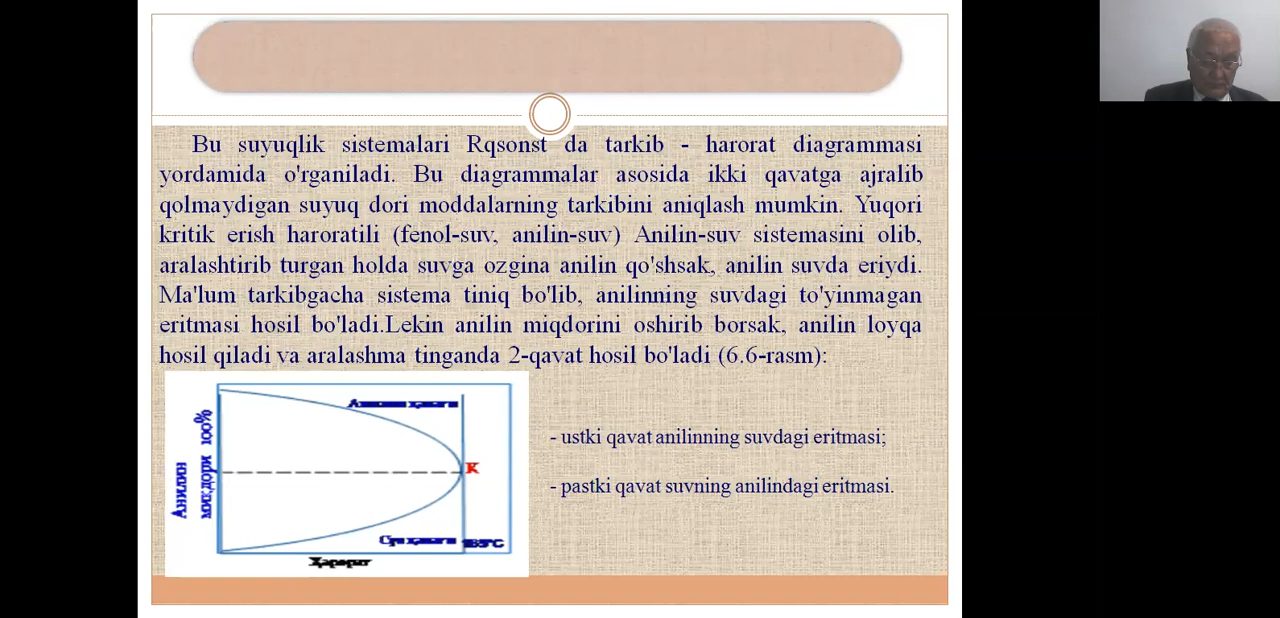 Bu suyuqlik sistemalari Rqsonst da tarkib - harorat diagrammasi
yordamida o'rganiladi. Bu diagrammalar asosida ikki qavatga ajralib
qolmaydigan suyuq dori moddalarning tarkibini aniqlash mumkin. Yuqori
kritik erish haroratili (fenol-suv, anilin-suv) Anilin-suv sistemasini olib,
aralashtirib turgan holda suvga ozgina anilin qo'shsak, anilin suvda eriydi.
Ma'lum tarkibgacha sistema tiniq bo'lib, anilinning suvdagi to'yinmagan
eritmasi hosil bo'ladi.Lekin anilin miqdorini oshirib borsak, anilin loyqa
hosil qiladi va aralashma tinganda 2-qavat hosil bo'ladi (6.6-rasm):
Анилин
миқдори 100%
K
Ҳарорат
- ustki qavat anilinning suvdagi eritmasi;
- pastki qavat suvning anilindagi eritmasi.